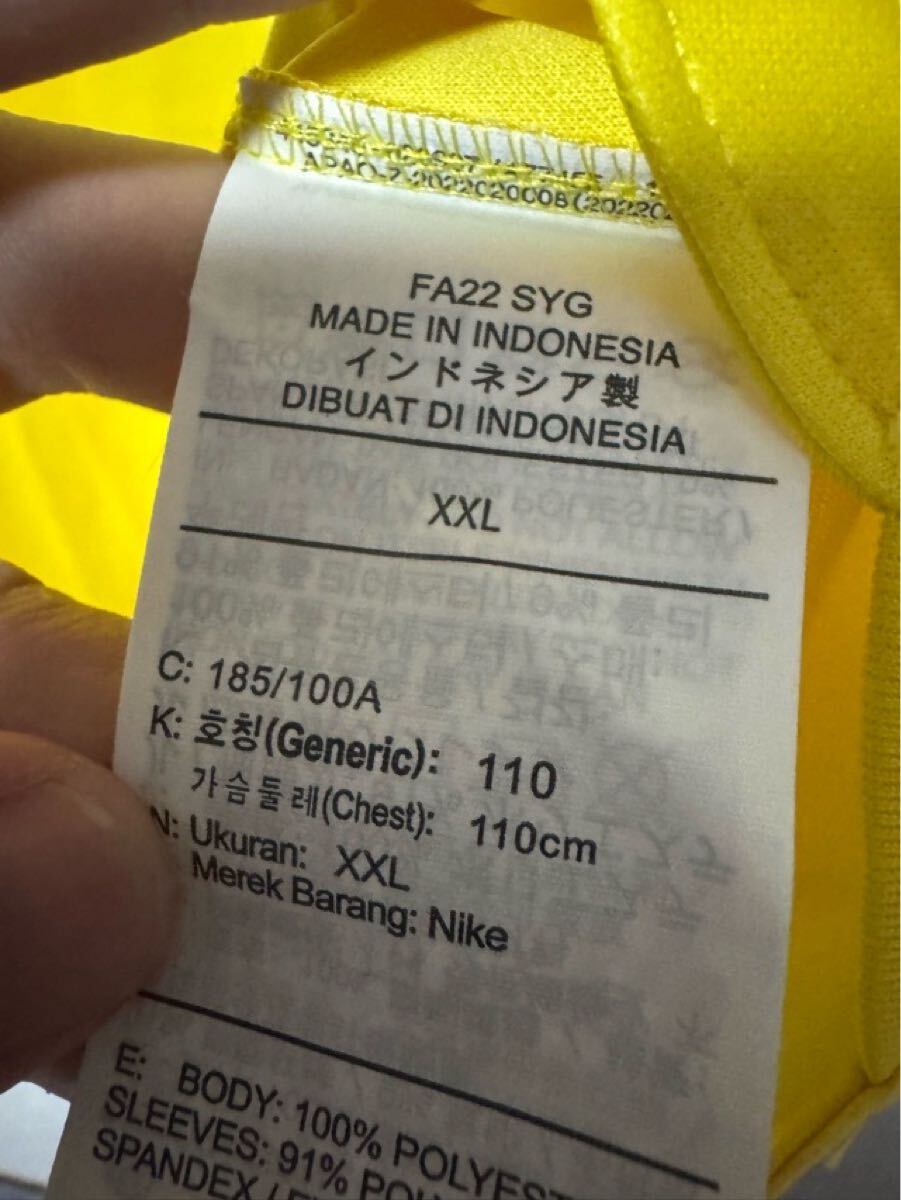 FA22 SYG
MADE IN INDONESIA
インドネシア製
DIBUAT DI INDONESIA
XXL
C: 185/100A
K: 호칭(Generic): 110
가슴둘레(Chest): 110cm
N: Ukuran: XXL
Merek Barang: Nike
E: BODY: 100% POLYEST
SLEEVES: 91% POLY
SPANDEX /